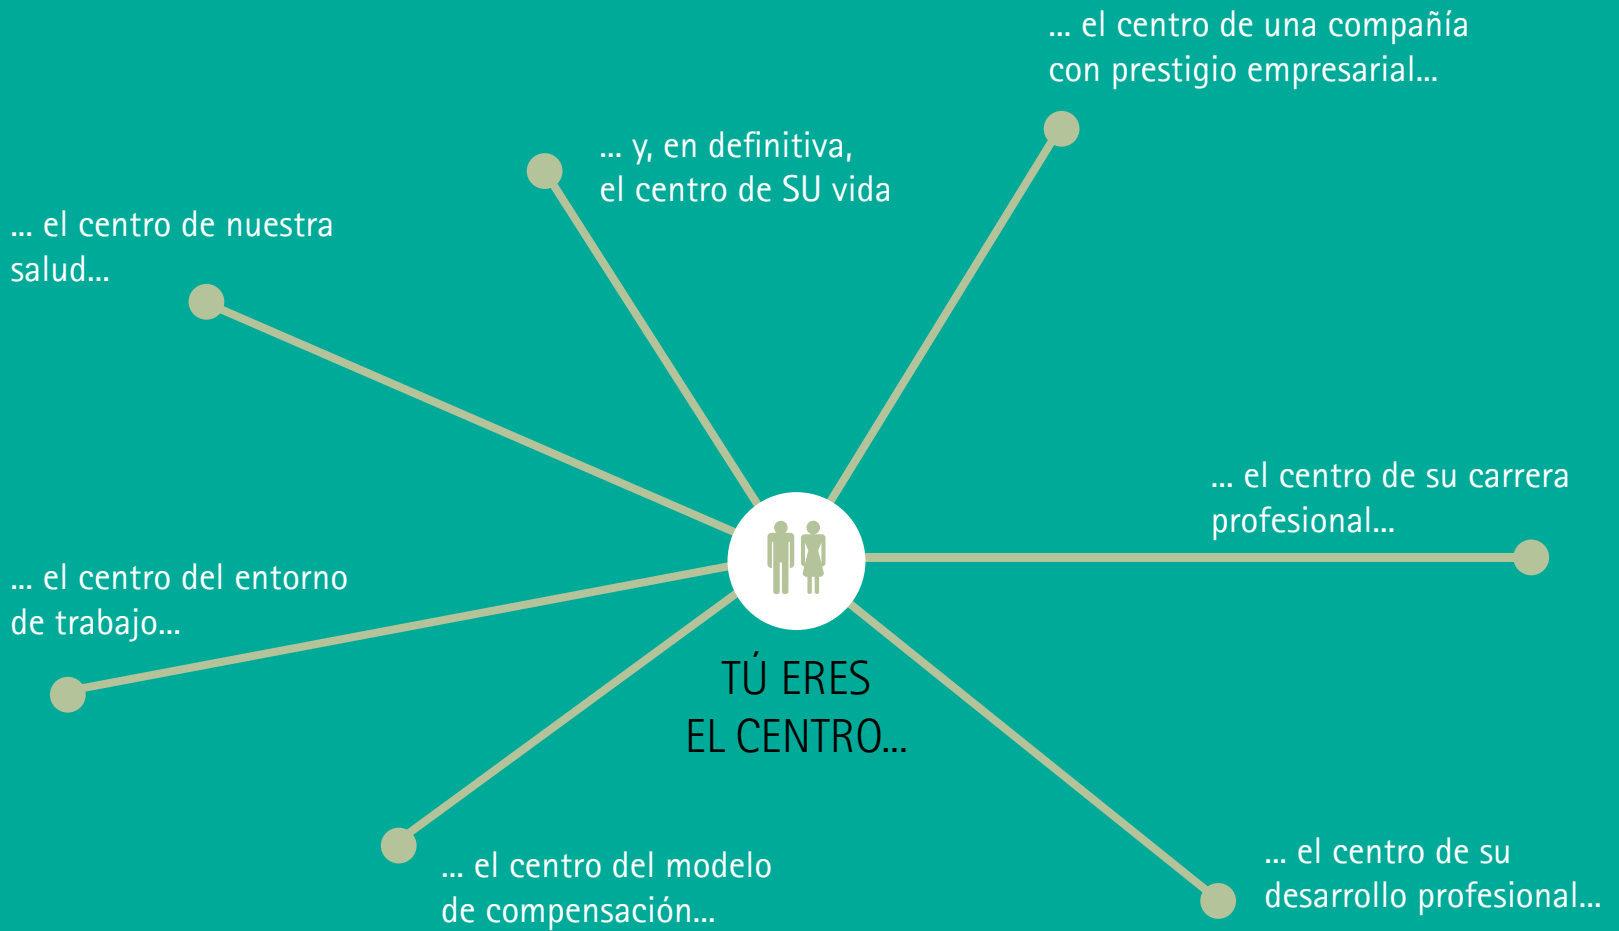 ... el centro de una compañía
con prestigio empresarial...
... y, en definitiva,
el centro de SU vida
... el centro de nuestra
salud...
... el centro de su carrera
profesional...
... el centro del entorno
de trabajo...
TÚ ERES
EL CENTRO...
... el centro del modelo
de compensación...
... el centro de su
desarrollo profesional...